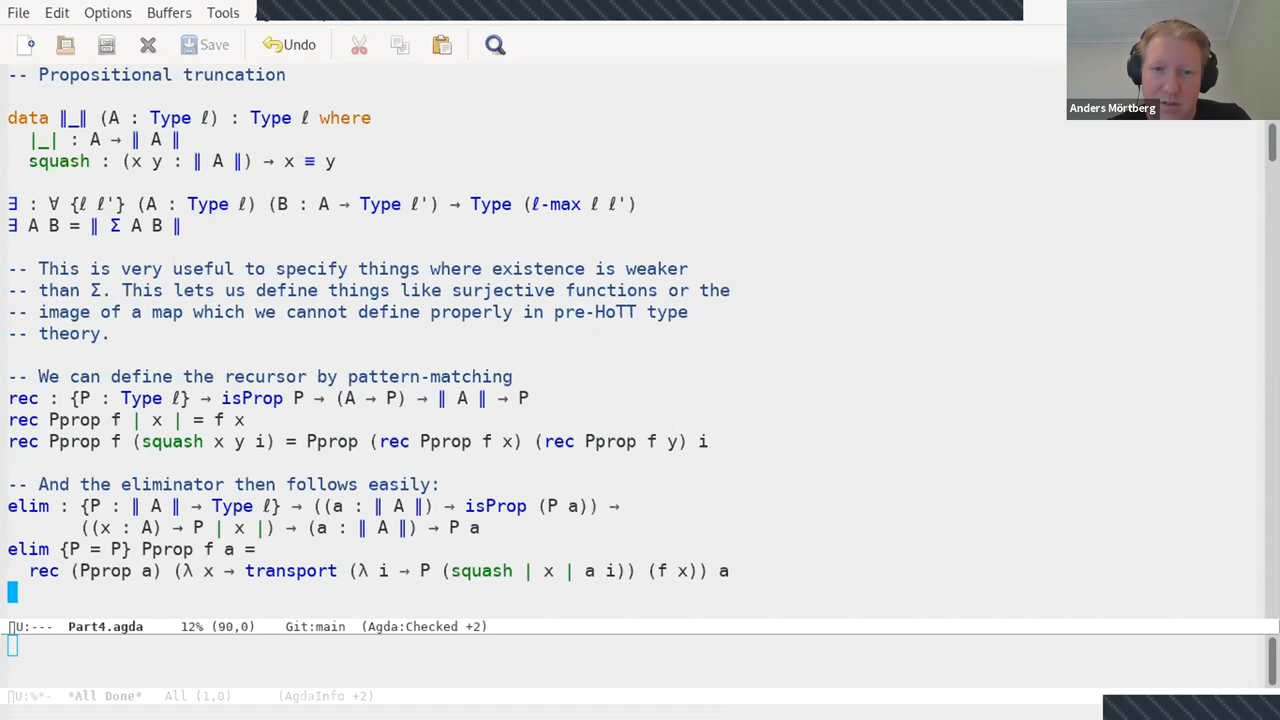 File Edit Options Buffers Tools
Save Undo
Anders Mörtberg
-- Propositional truncation
data ∥_∥ (A : Type ℓ) : Type ℓ where
|_| : A → ∥ A ∥
squash : (x y : ∥ A ∥) → x ≡ y
∃ : ∀ {ℓ ℓ'} (A : Type ℓ) (B : A → Type ℓ') → Type (ℓ-max ℓ ℓ')
∃ A B = ∥ Σ A B ∥
-- This is very useful to specify things where existence is weaker
-- than Σ. This lets us define things like surjective functions or the
-- image of a map which we cannot define properly in pre-HoTT type
-- theory.
-- We can define the recursor by pattern-matching
rec : {P : Type ℓ} → isProp P → (A → P) → ∥ A ∥ → P
rec Pprop f | x | = f x
rec Pprop f (squash x y i) = Pprop (rec Pprop f x) (rec Pprop f y) i
-- And the eliminator then follows easily:
elim : {P : ∥ A ∥ → Type ℓ} → ((a : ∥ A ∥) → isProp (P a)) →
((x : A) → P | x |) → (a : ∥ A ∥) → P a
elim {P = P} Pprop f a =
rec (Pprop a) (λ x → transport (λ i → P (squash | x | a i)) (f x)) a
U:--- Part4.agda 12% (90,0) Git:main (Agda:Checked +2)
U:%*- *All Done* All (1,0) (AgdaInfo +2)